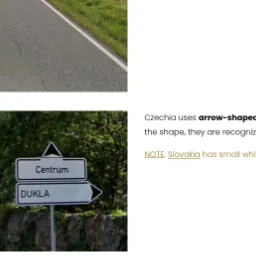 Czechia uses arrow-shaped
the shape, they are
NOTE: Slovakia has small
Centrum
DUKLA